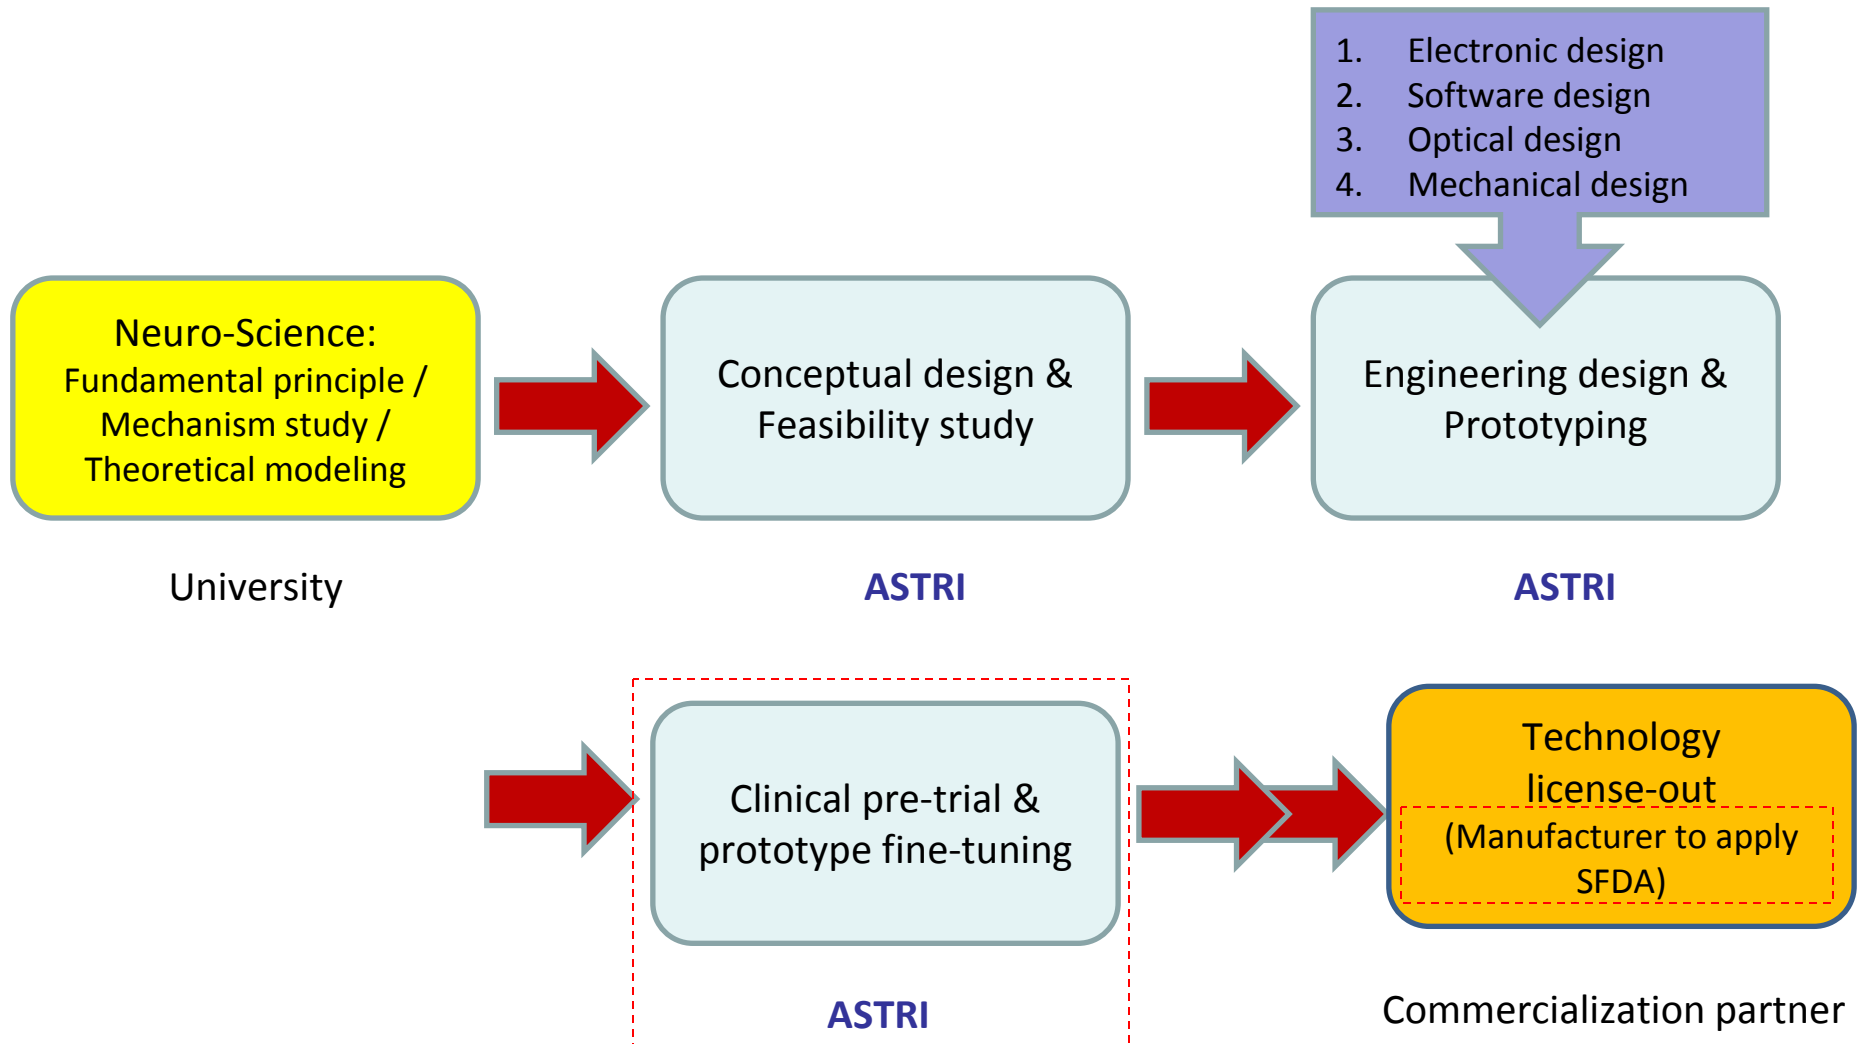 1. Electronic design
2. Software design
3. Optical design
4. Mechanical design
Neuro-Science:
Fundamental principle /
Mechanism study /
Theoretical modeling
Conceptual design &
Feasibility study
Engineering design &
Prototyping
University
ASTRI
ASTRI
Clinical pre-trial &
prototype fine-tuning
Technology
license-out
(Manufacturer to apply
SFDA)
ASTRI
Commercialization partner